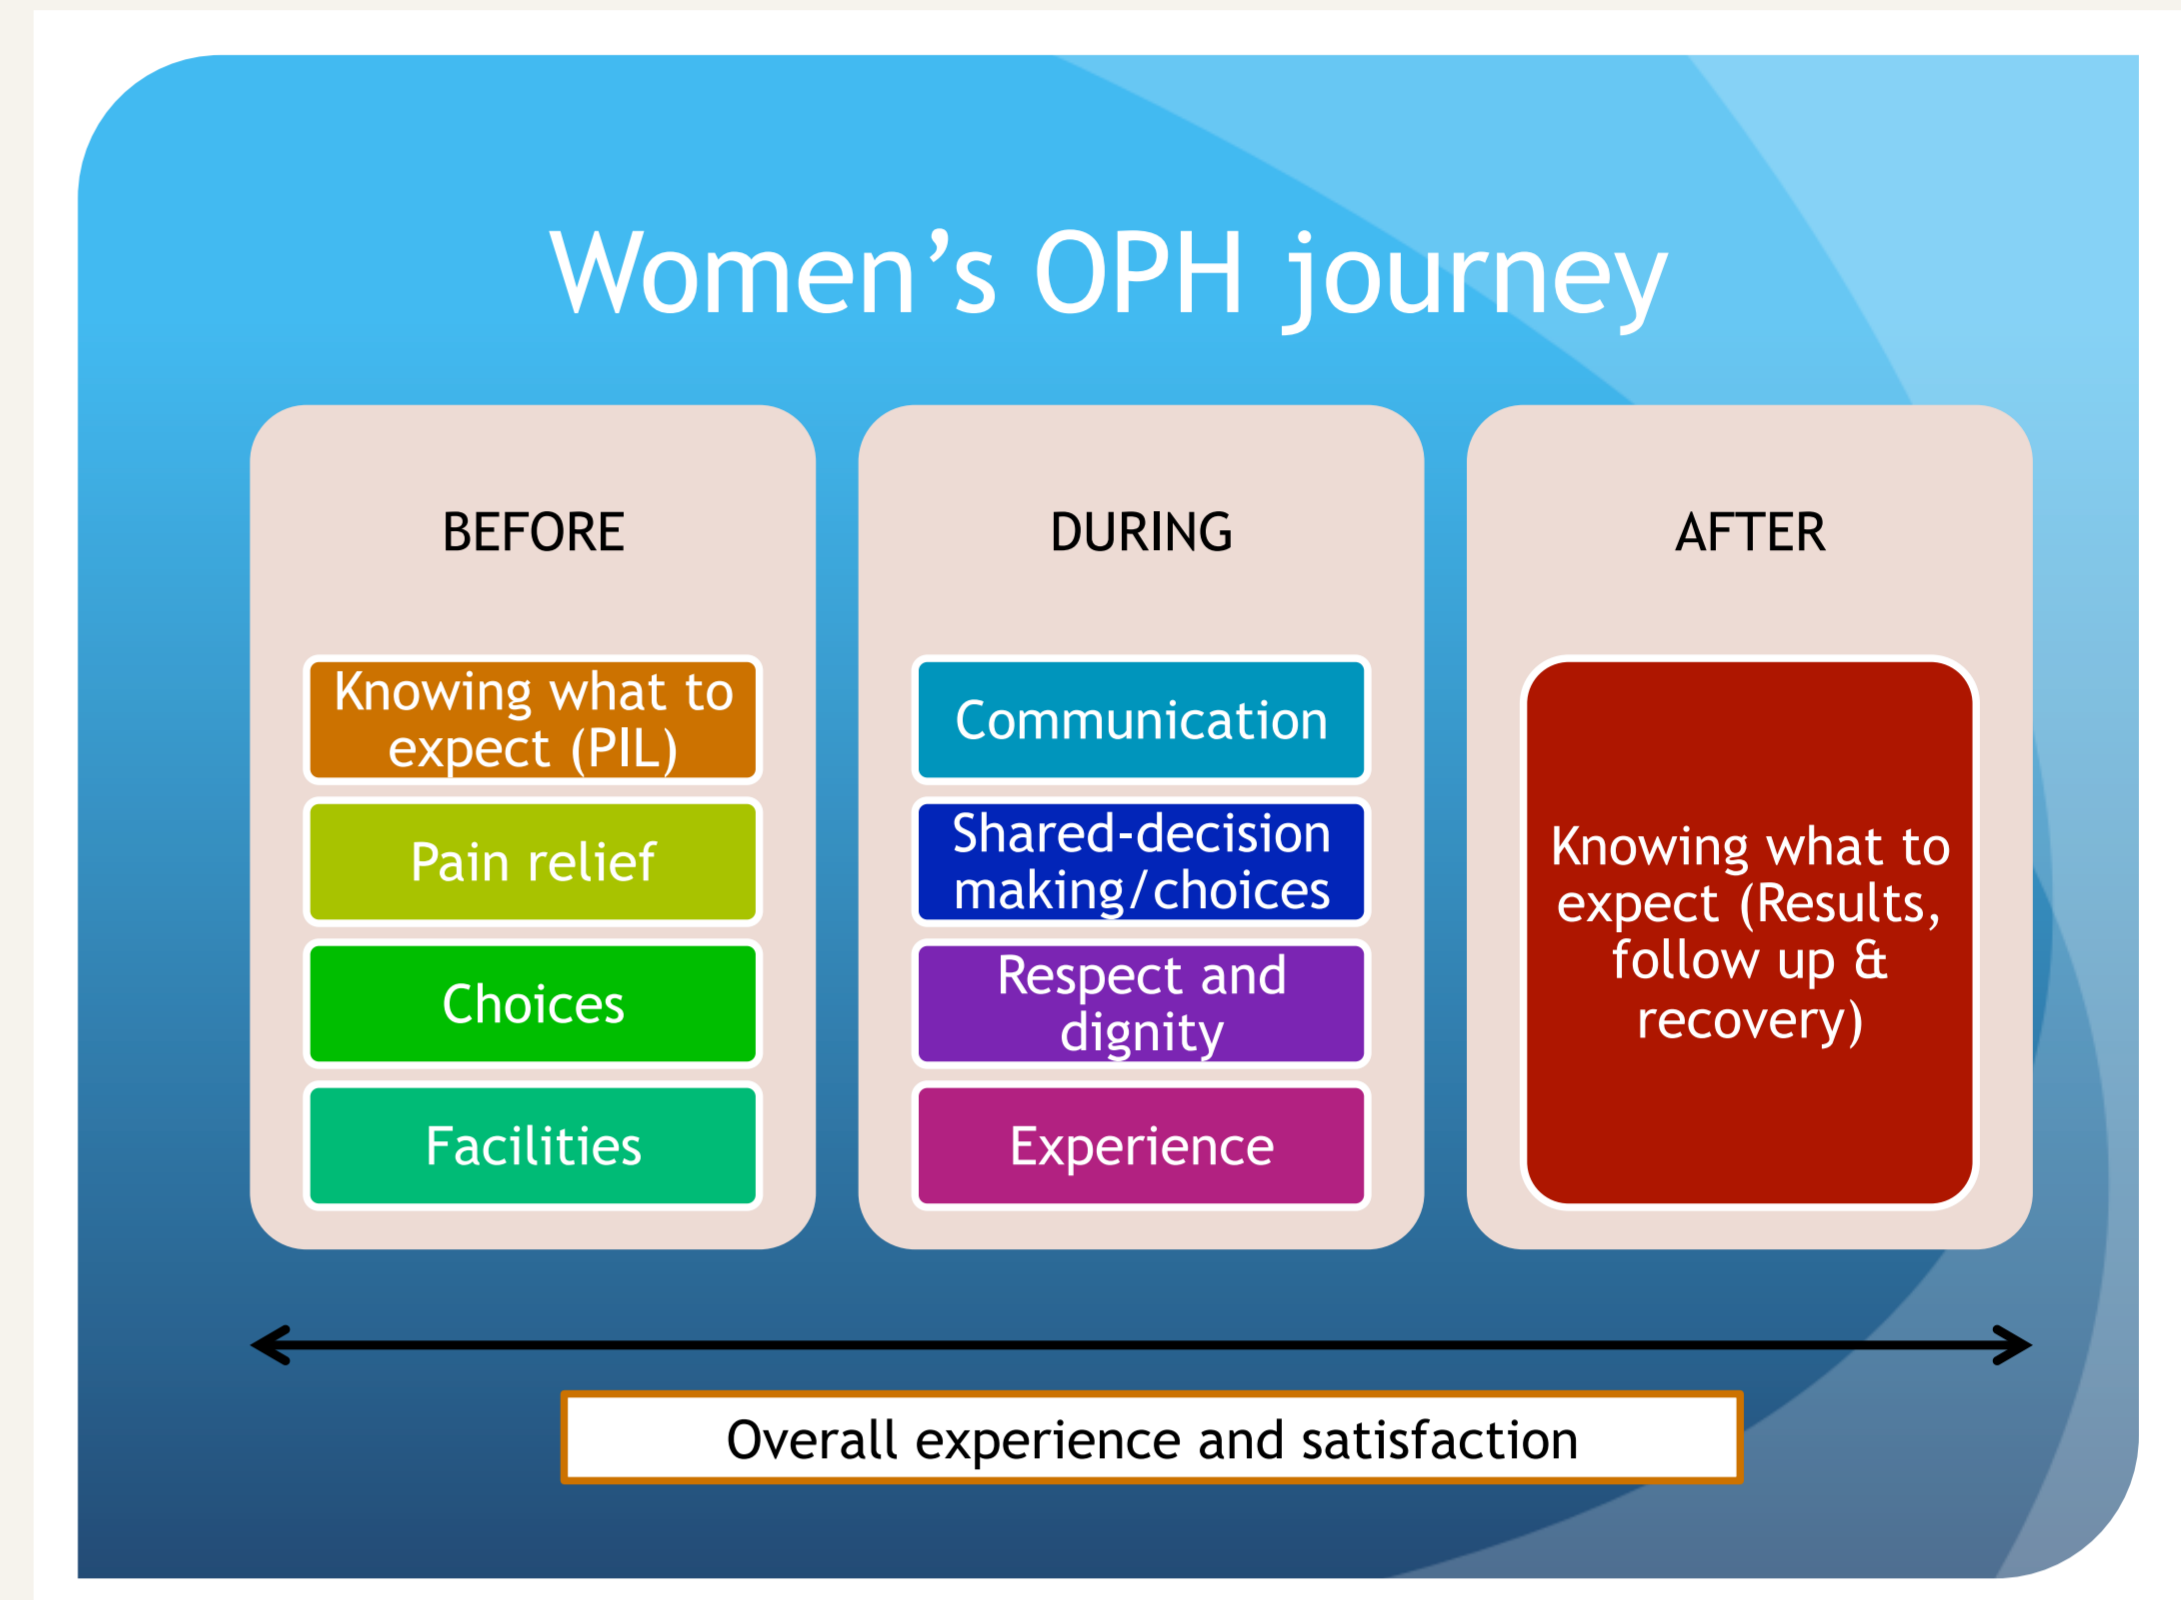 Women’s OPH journey
BEFORE
Knowing what to
expect (PIL)
Pain relief
Choices
Facilities
DURING
Communication
Shared-decision
making/choices
Respect and
dignity
Experience
AFTER
Knowing what to
expect (Results,
follow up &
recovery)
Overall experience and satisfaction